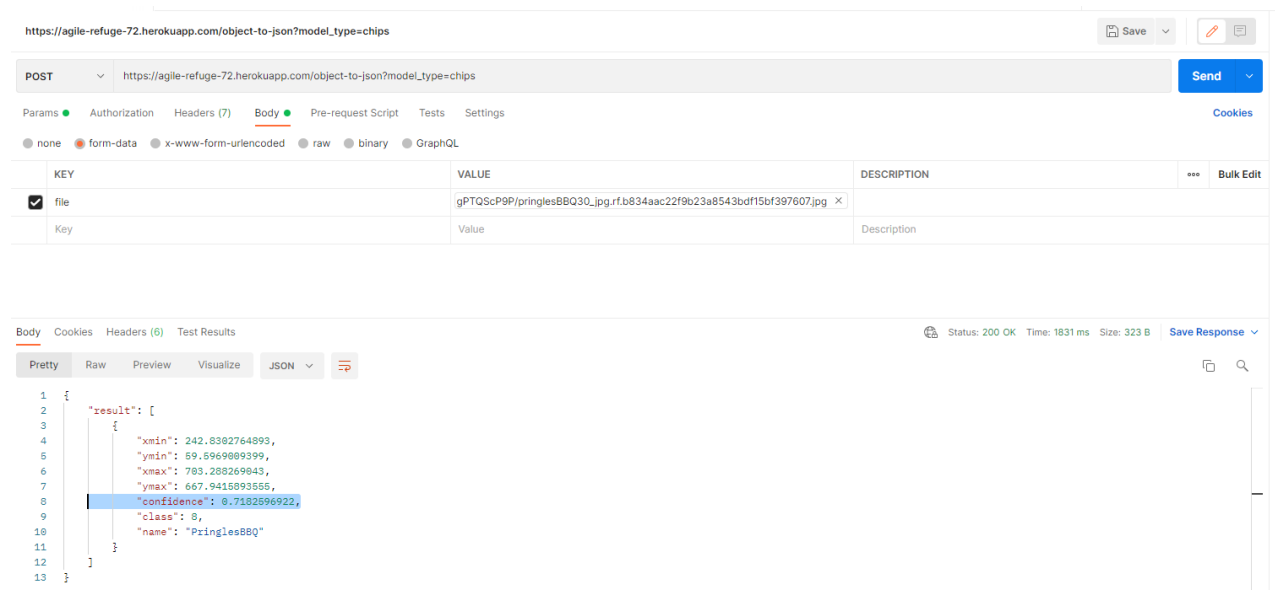 https://agile-refuge-72.herokuapp.com/object-to-json?model_type=chips
Save
POST https://agile-refuge-72.herokuapp.com/object-to-json?model_type=chips Send
Params Authorization Headers (7) Body Pre-request Script Tests Settings Cookies
none form-data x-www-form-urlencoded raw binary GraphQL
KEY VALUE DESCRIPTION Bulk Edit
file gPTQScP9P/pringlesBBQ30_jpg.rf.b834aac22f9b23a8543bdf15bf397607.jpg
Key Value Description
Body Cookies Headers (6) Test Results Status: 200 OK Time: 1831 ms Size: 323 B Save Response
Pretty Raw Preview Visualize JSON
1 {
2 "result": [
3 {
4 "xmin": 242.8302764893,
5 "ymin": 59.5969009399,
6 "xmax": 703.288269043,
7 "ymax": 667.9415893555,
8 "confidence": 0.7182596922,
9 "class": 8,
10 "name": "PringlesBBQ"
11 }
12 ]
13 }